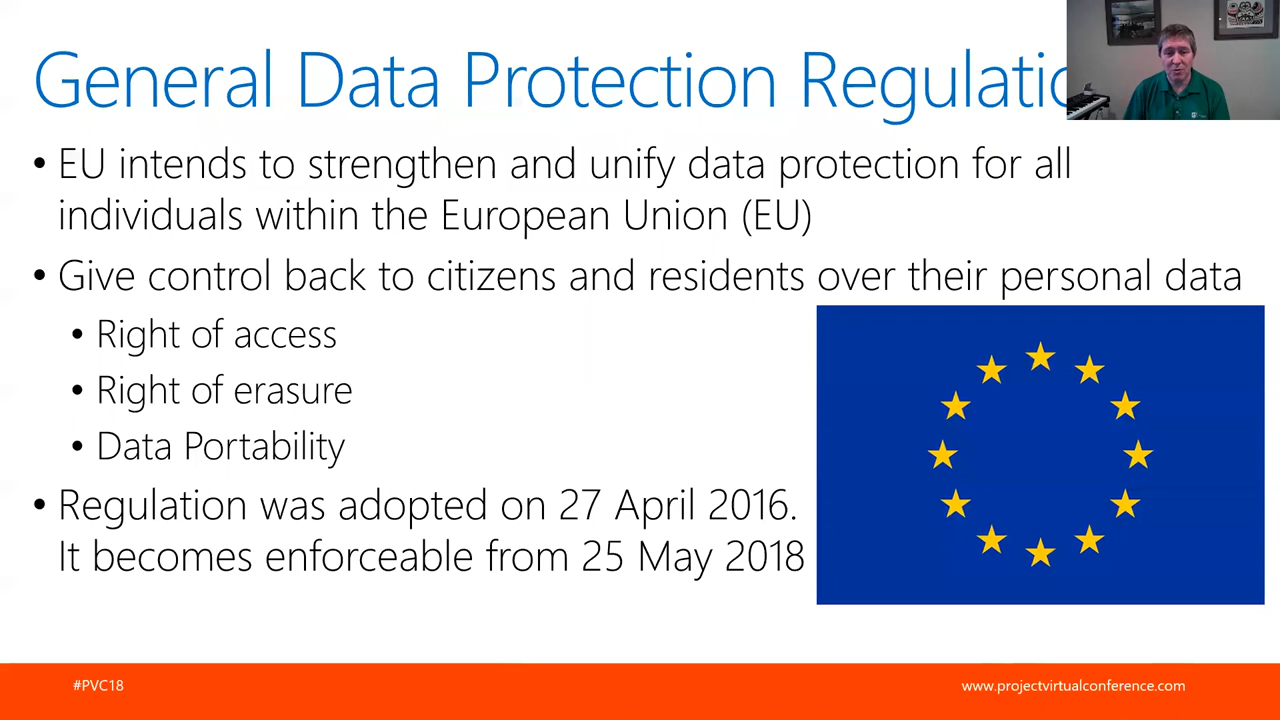 General Data Protection Regulatio
• EU intends to strengthen and unify data protection for all
individuals within the European Union (EU)
• Give control back to citizens and residents over their personal data
• Right of access
• Right of erasure
• Data Portability
• Regulation was adopted on 27 April 2016.
It becomes enforceable from 25 May 2018
#PVC18
www.projectvirtualconference.com